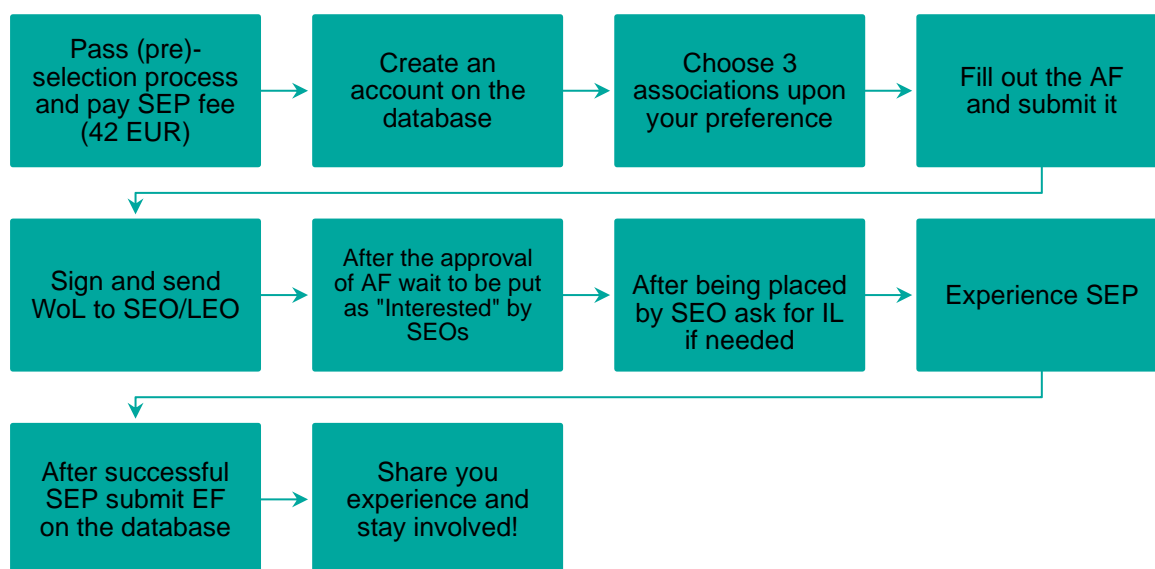 Pass (pre)-
selection process
and pay SEP fee
(42 EUR)
Create an
account on the
database
Choose 3
associations upon
your preference
Fill out the AF
and submit it
Sign and send
WoL to SEO/LEO
After the approval
of AF wait to be put
as "Interested" by
SEOs
After being placed
by SEO ask for IL
if needed
Experience SEP
After successful
SEP submit EF
on the database
Share you
experience and
stay involved!